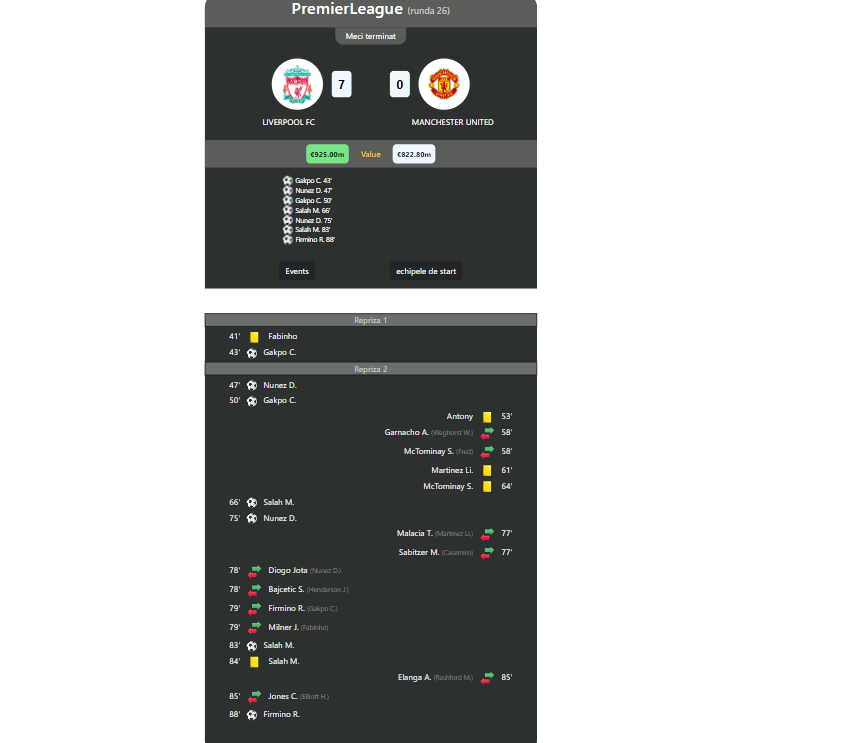 PremierLeague (runda 26)
Meci terminat
7 0
LIVERPOOL FC MANCHESTER UNITED
€925.00m Value €822.80m
Gakpo C. 43'
Nunez D. 47'
Gakpo C. 50'
Salah M. 66'
Nunez D. 75'
Salah M. 83'
Firmino R. 88'
Events echipele de start
Repriza 1
41' Fabinho
43' Gakpo C.
Repriza 2
47' Nunez D.
50' Gakpo C.
Antony 53'
Garnacho A. (Weghorst W.) 58'
McTominay S. (Fred) 58'
Martinez Li. 61'
McTominay S. 64'
66' Salah M.
75' Nunez D.
Malacia T. (Martinez Li.) 77'
Sabitzer M. (Casemiro) 77'
78' Diogo Jota (Nunez D.)
78' Bajcetic S. (Henderson J.)
79' Firmino R. (Gakpo C.)
79' Milner J. (Fabinho)
83' Salah M.
84' Salah M.
Elanga A. (Rashford M.) 85'
85' Jones C. (Elliott H.)
88' Firmino R.